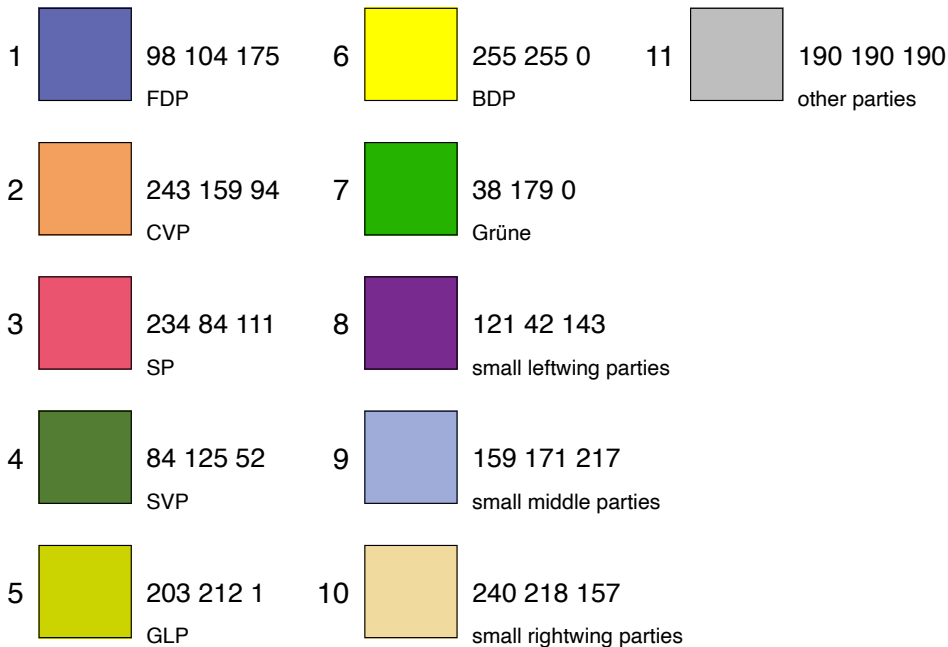 1 98 104 175
FDP
2 243 159 94
CVP
3 234 84 111
SP
4 84 125 52
SVP
5 203 212 1
GLP
6 255 255 0
BDP
7 38 179 0
Grüne
8 121 42 143
small leftwing parties
9 159 171 217
small middle parties
10 240 218 157
small rightwing parties
11 190 190 190
other parties